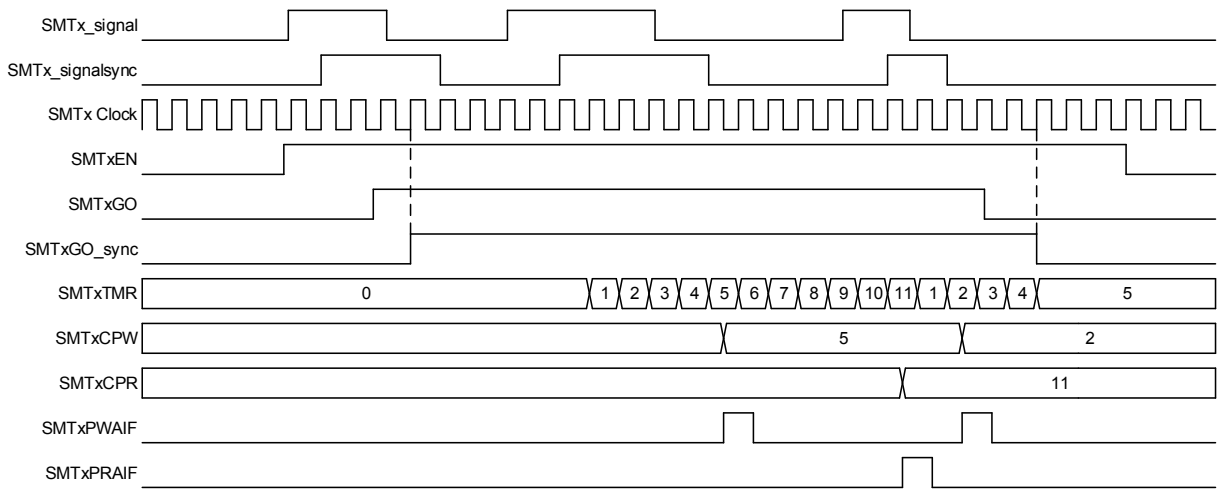 SMTx_signal
SMTx_signalsync
SMTx Clock
SMTxEN
SMTxGO
SMTxGO_sync
SMTxTMR 0 1 2 3 4 5 6 7 8 9 10 11 1 2 3 4 5
SMTxCPW 5 2
SMTxCPR 11
SMTxPWAIF
SMTxPRAIF